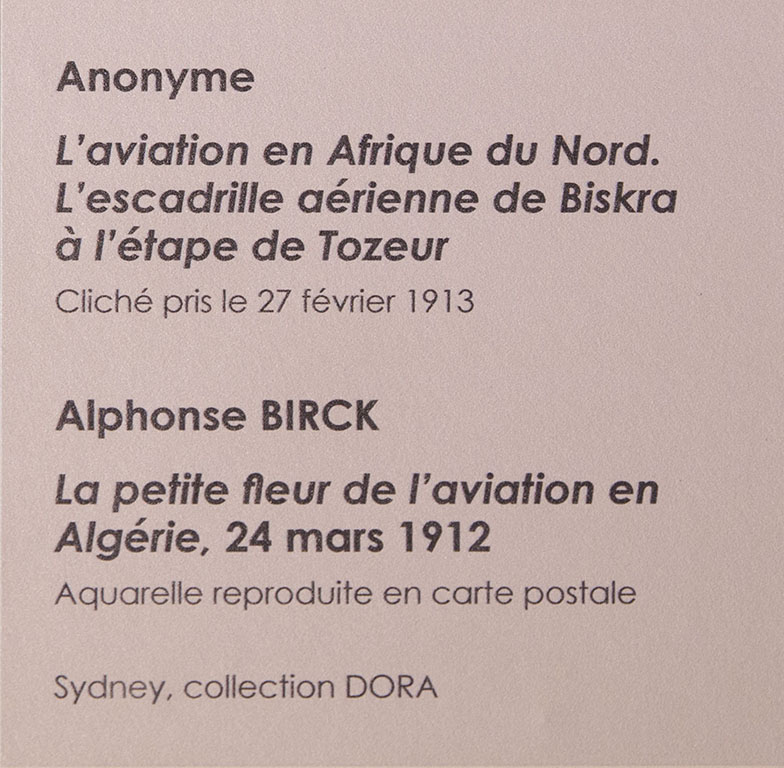 Anonyme
L’aviation en Afrique du Nord.
L’escadrille aérienne de Biskra
à l’étape de Tozeur
Cliché pris le 27 février 1913
Alphonse BIRCK
La petite fleur de l’aviation en
Algérie, 24 mars 1912
Aquarelle reproduite en carte postale
Sydney, collection DORA